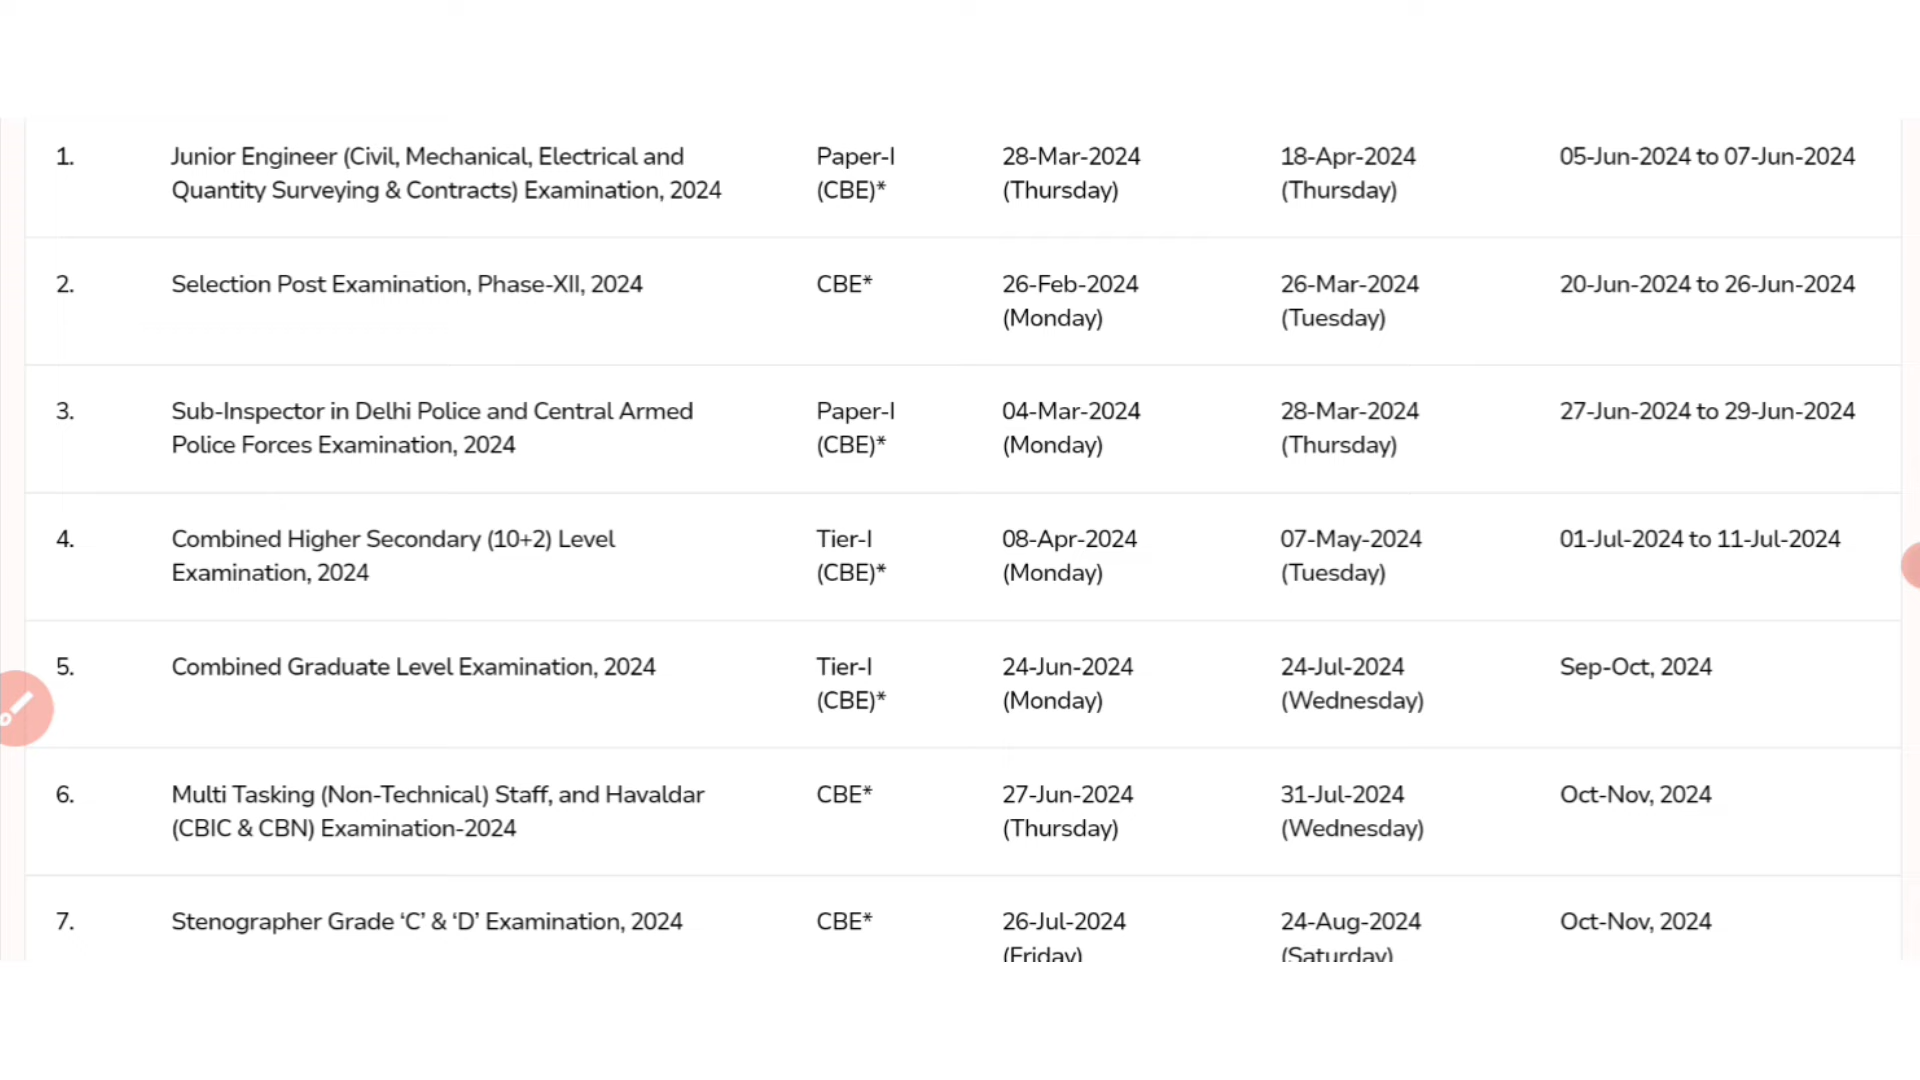 1. Junior Engineer (Civil, Mechanical, Electrical and Paper-I 28-Mar-2024 18-Apr-2024 05-Jun-2024 to 07-Jun-2024
Quantity Surveying & Contracts) Examination, 2024 (CBE)* (Thursday) (Thursday)
2. Selection Post Examination, Phase-XII, 2024 CBE* 26-Feb-2024 26-Mar-2024 20-Jun-2024 to 26-Jun-2024
(Monday) (Tuesday)
3. Sub-Inspector in Delhi Police and Central Armed Paper-I 04-Mar-2024 28-Mar-2024 27-Jun-2024 to 29-Jun-2024
Police Forces Examination, 2024 (CBE)* (Monday) (Thursday)
4. Combined Higher Secondary (10+2) Level Tier-I 08-Apr-2024 07-May-2024 01-Jul-2024 to 11-Jul-2024
Examination, 2024 (CBE)* (Monday) (Tuesday)
5. Combined Graduate Level Examination, 2024 Tier-I 24-Jun-2024 24-Jul-2024 Sep-Oct, 2024
(CBE)* (Monday) (Wednesday)
6. Multi Tasking (Non-Technical) Staff, and Havaldar CBE* 27-Jun-2024 31-Jul-2024 Oct-Nov, 2024
(CBIC & CBN) Examination-2024 (Thursday) (Wednesday)
7. Stenographer Grade ‘C’ & ‘D’ Examination, 2024 CBE* 26-Jul-2024 24-Aug-2024 Oct-Nov, 2024
(Friday) (Saturday)